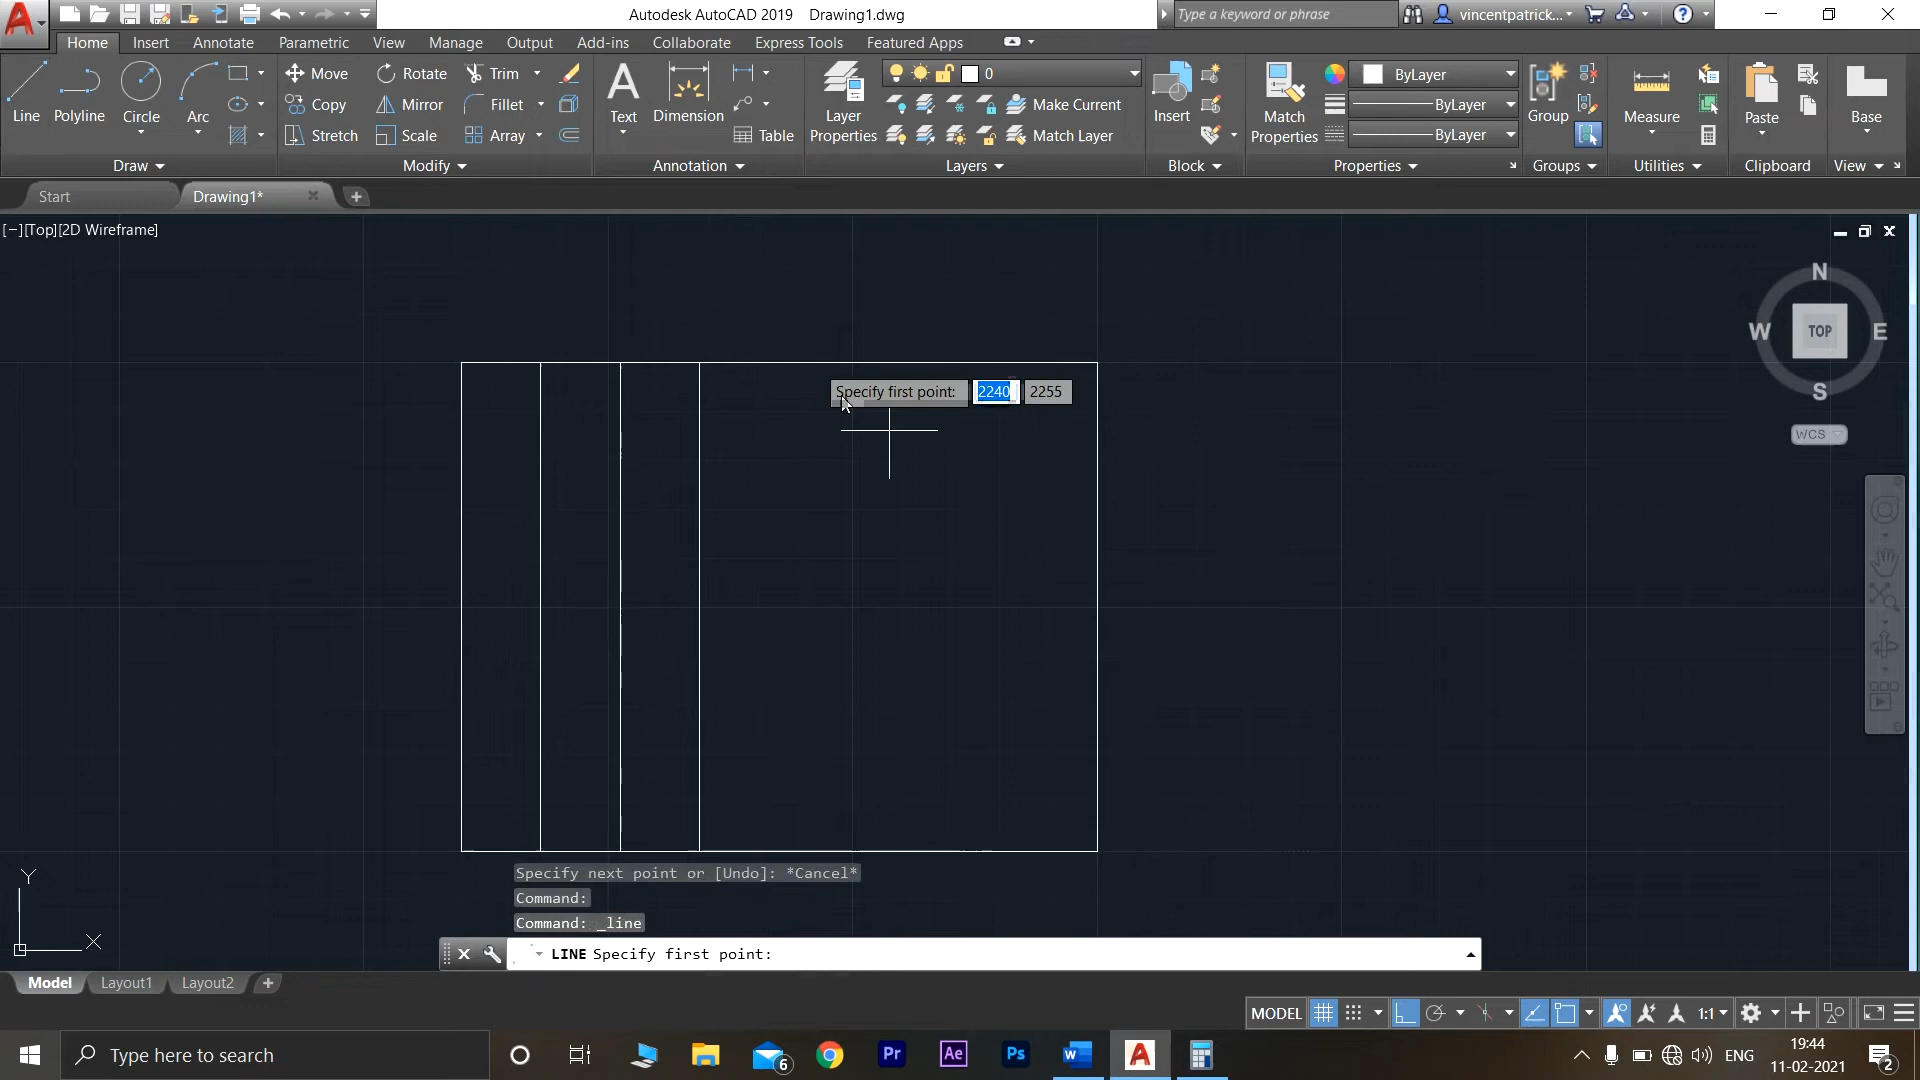 Autodesk AutoCAD 2019 Drawing1.dwg
Type a keyword or phrase
vincentpatrick...
Home Insert Annotate Parametric View Manage Output Add-ins Collaborate Express Tools Featured Apps
Line Polyline Circle Arc
Move Rotate Trim
Copy Mirror Fillet
Stretch Scale Array
Text Dimension Table
Layer Properties
0
Make Current
Match Layer
Insert
Match Properties
ByLayer
ByLayer
ByLayer
Group
Measure
Paste
Base
Draw Modify Annotation Layers Block Properties Groups Utilities Clipboard View
Start Drawing1*
[−][Top][2D Wireframe]
N
W TOP E
S
WCS
Specify first point: 2240 2255
Specify next point or [Undo]: *Cancel*
Command:
Command: _line
LINE Specify first point:
Y
X
Model Layout1 Layout2
MODEL 1:1
Type here to search
6
Pr Ae Ps
ENG
19:44
11-02-2021
2